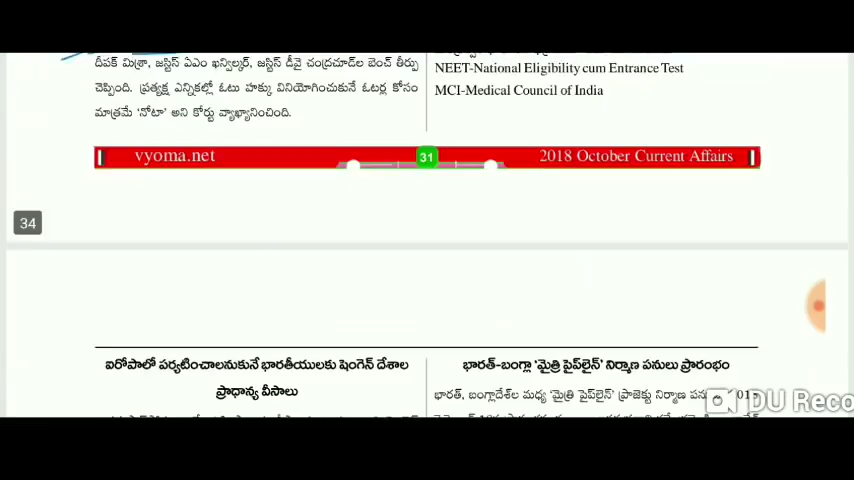 దీపక్ మిశ్రా, జస్టిస్ ఏఎం ఖన్విల్కర్, జస్టిస్ డీవై చంద్రచూడ్‌ల బెంచ్ తీర్పు
చెప్పింది. ప్రత్యక్ష ఎన్నికల్లో ఓటు హక్కు వినియోగించుకునే ఓటర్ల కోసం
మాత్రమే 'నోటా' అని కోర్టు వ్యాఖ్యానించింది.
NEET-National Eligibility cum Entrance Test
MCI-Medical Council of India
vyoma.net
31
2018 October Current Affairs
34
ఐరోపాలో పర్యటించాలనుకునే భారతీయులకు షెంగెన్ దేశాల
ప్రాధాన్య వీసాలు
భారత్-బంగ్లా 'మైత్రి పైప్‌లైన్' నిర్మాణ పనులు ప్రారంభం
భారత్, బంగ్లాదేశ్‌ల మధ్య 'మైత్రి పైప్‌లైన్' ప్రాజెక్టు నిర్మాణ
DU Reco